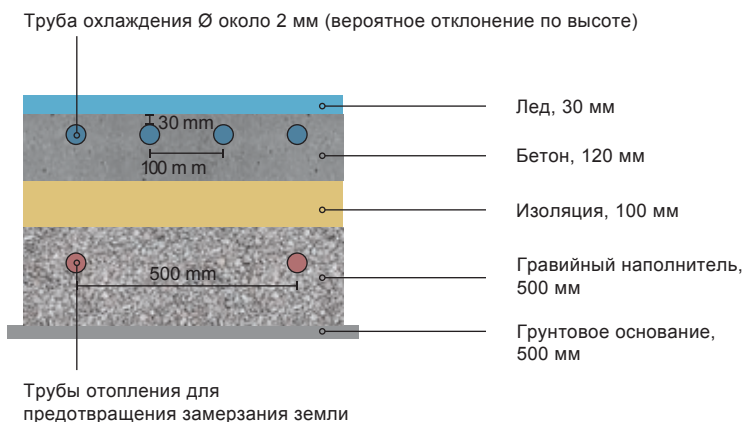 Труба охлаждения Ø около 2 мм (вероятное отклонение по высоте)
Лед, 30 мм
30 mm
Бетон, 120 мм
100 m m
Изоляция, 100 мм
Гравийный наполнитель,
500 мм
500 mm
Грунтовое основание,
500 мм
Трубы отопления для
предотвращения замерзания земли